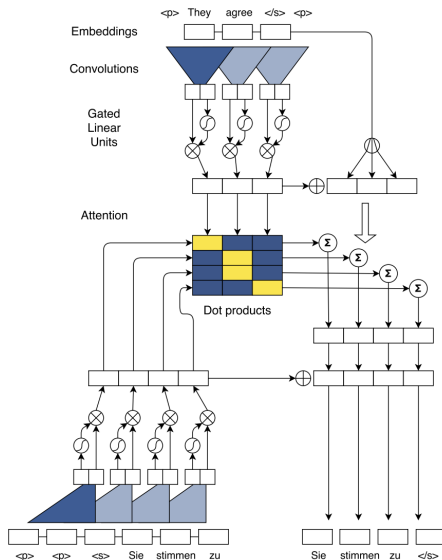 <p> They agree </s> <p>
Embeddings
Convolutions
Gated
Linear
Units
Attention
Σ
Σ
Σ
Σ
Dot products
<p> <p> <s> Sie stimmen zu
Sie stimmen zu </s>